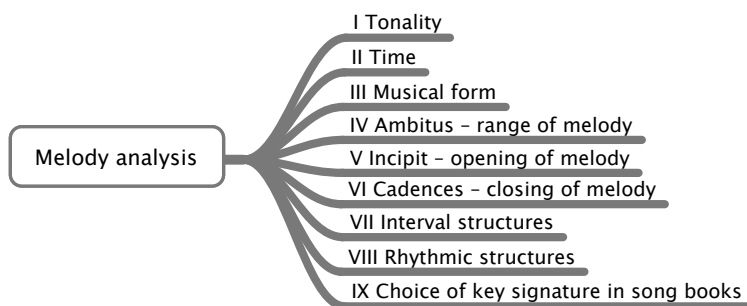 Melody analysis
I Tonality
II Time
III Musical form
IV Ambitus – range of melody
V Incipit – opening of melody
VI Cadences – closing of melody
VII Interval structures
VIII Rhythmic structures
IX Choice of key signature in song books